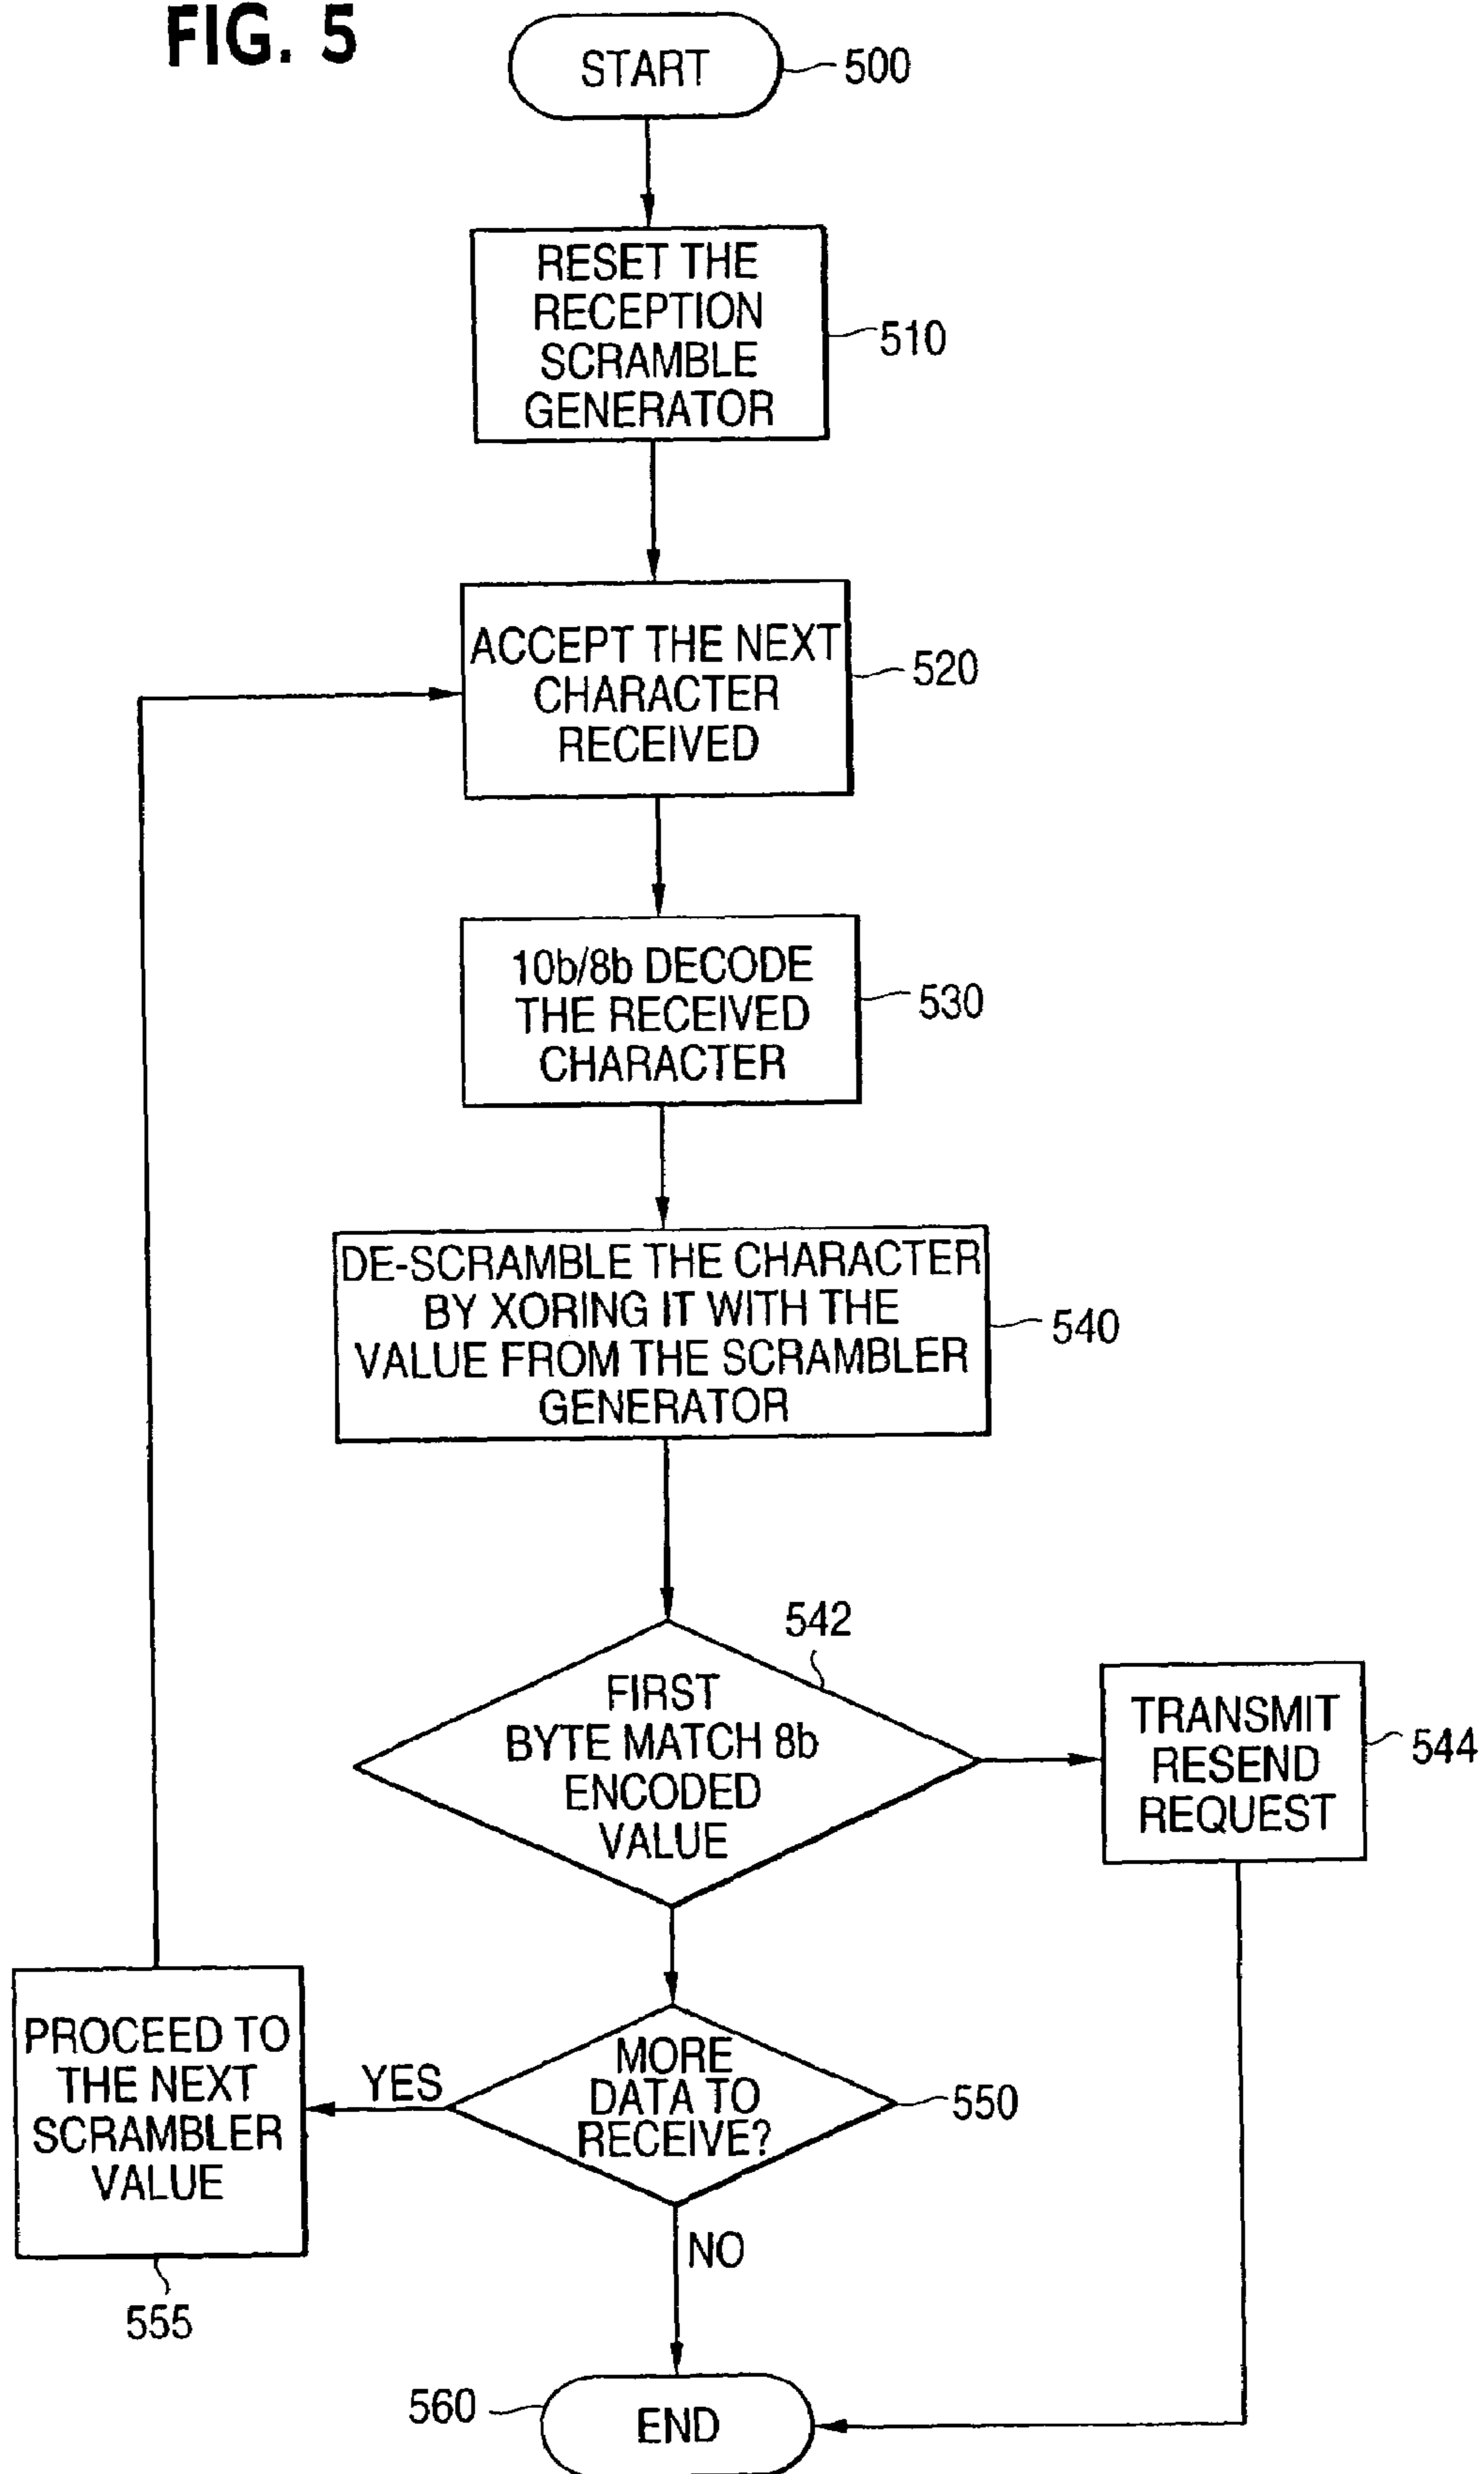 FIG. 5
START
500
RESET THE
RECEPTION
SCRAMBLE
GENERATOR
510
ACCEPT THE NEXT
CHARACTER
RECEIVED
520
10b/8b DECODE
THE RECEIVED
CHARACTER
530
DE-SCRAMBLE THE CHARACTER
BY XORING IT WITH THE
VALUE FROM THE SCRAMBLER
GENERATOR
540
542
FIRST
BYTE MATCH 8b
ENCODED
VALUE
TRANSMIT
RESEND
REQUEST
544
PROCEED TO
THE NEXT
SCRAMBLER
VALUE
555
YES
MORE
DATA TO
RECEIVE?
550
NO
560
END